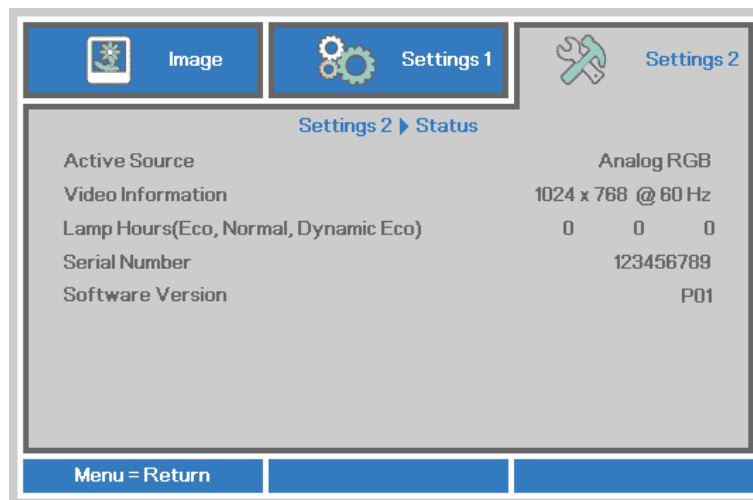 Image Settings 1 Settings 2
Settings 2 ▶ Status
Active Source Analog RGB
Video Information 1024 x 768 @ 60 Hz
Lamp Hours(Eco, Normal, Dynamic Eco) 0 0 0
Serial Number 123456789
Software Version P01
Menu = Return